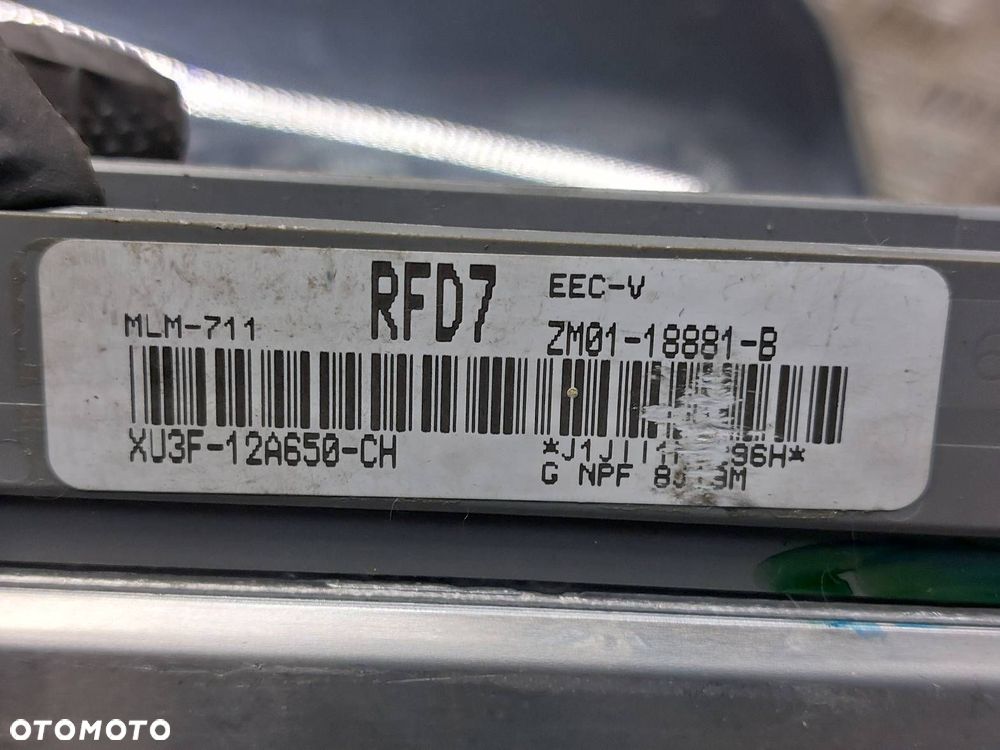 RFD7
EEC-V
MLM-711
ZM01-18881-B
XU3F-12A650-CH
G NPF
OTOMOTO